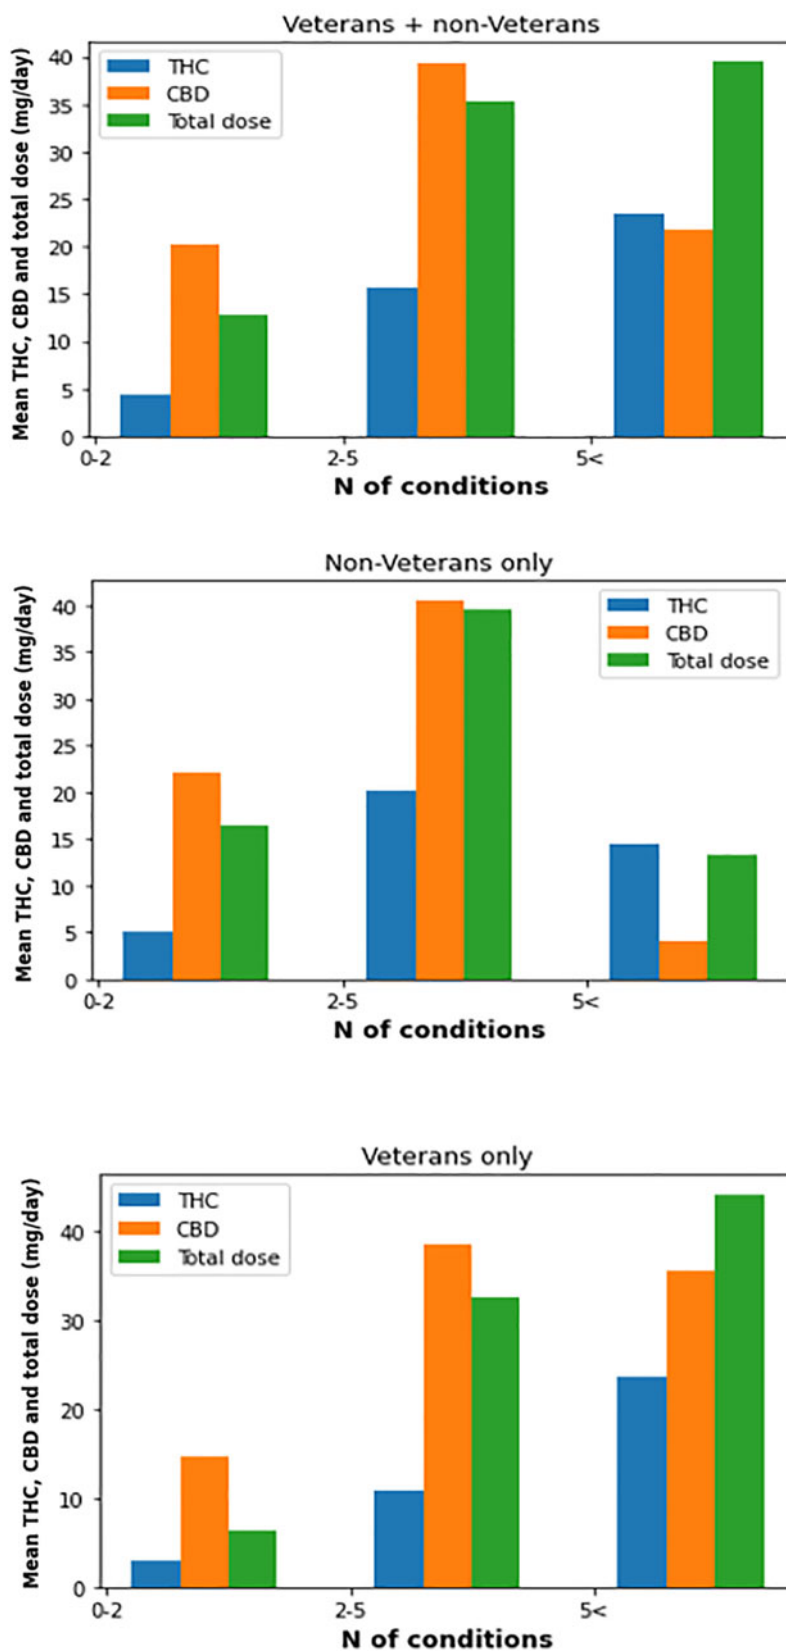 Veterans + non-Veterans
Mean THC, CBD and total dose (mg/day)
40
35
30
25
20
15
10
5
0
THC
CBD
Total dose
0-2
2-5
5<
N of conditions
Non-Veterans only
Mean THC, CBD and total dose (mg/day)
40
35
30
25
20
15
10
5
0
THC
CBD
Total dose
0-2
2-5
5<
N of conditions
Veterans only
Mean THC, CBD and total dose (mg/day)
40
30
20
10
0
THC
CBD
Total dose
0-2
2-5
5<
N of conditions